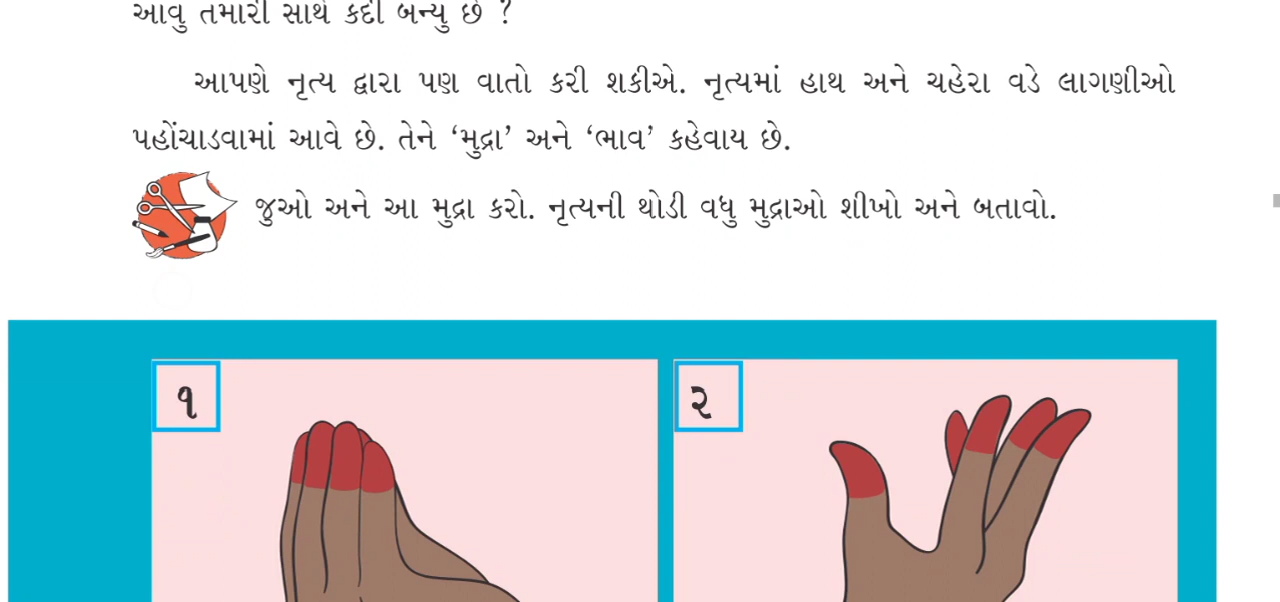 આવું તમારી સાથે કદી બન્યું છે ?
આપણે નૃત્ય દ્વારા પણ વાતો કરી શકીએ. નૃત્યમાં હાથ અને ચહેરા વડે લાગણીઓ
પહોંચાડવામાં આવે છે. તેને ‘મુદ્રા’ અને ‘ભાવ’ કહેવાય છે.
જુઓ અને આ મુદ્રા કરો. નૃત્યની થોડી વધુ મુદ્રાઓ શીખો અને બતાવો.
૧
૨